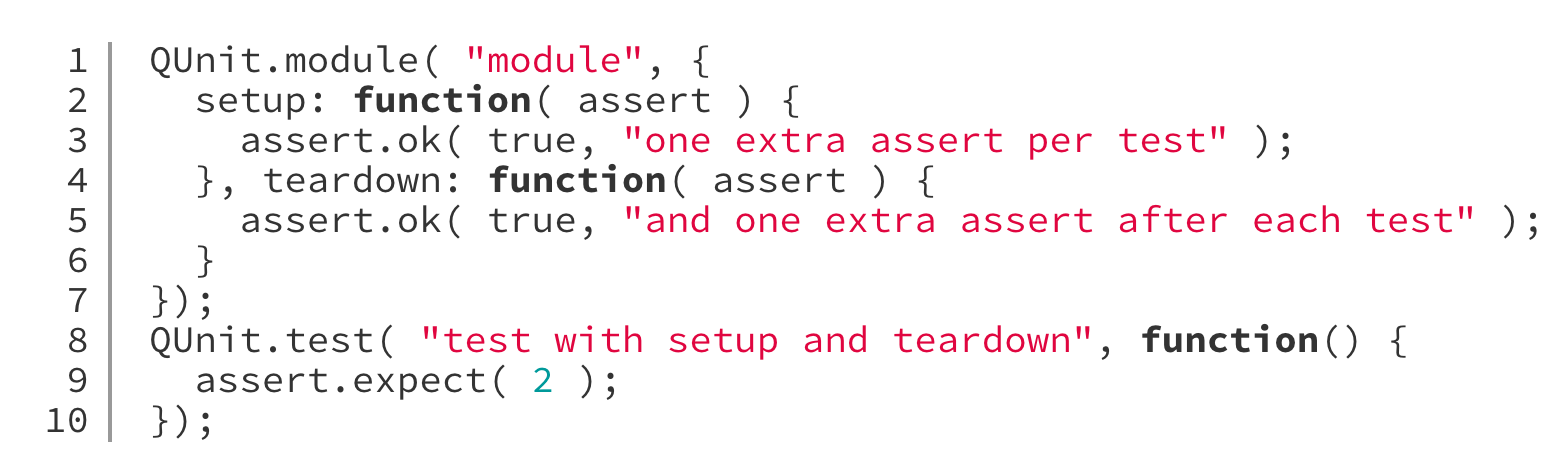 1 QUnit.module( "module", {
2   setup: function( assert ) {
3     assert.ok( true, "one extra assert per test" );
4   }, teardown: function( assert ) {
5     assert.ok( true, "and one extra assert after each test" );
6   }
7 });
8 QUnit.test( "test with setup and teardown", function() {
9   assert.expect( 2 );
10 });